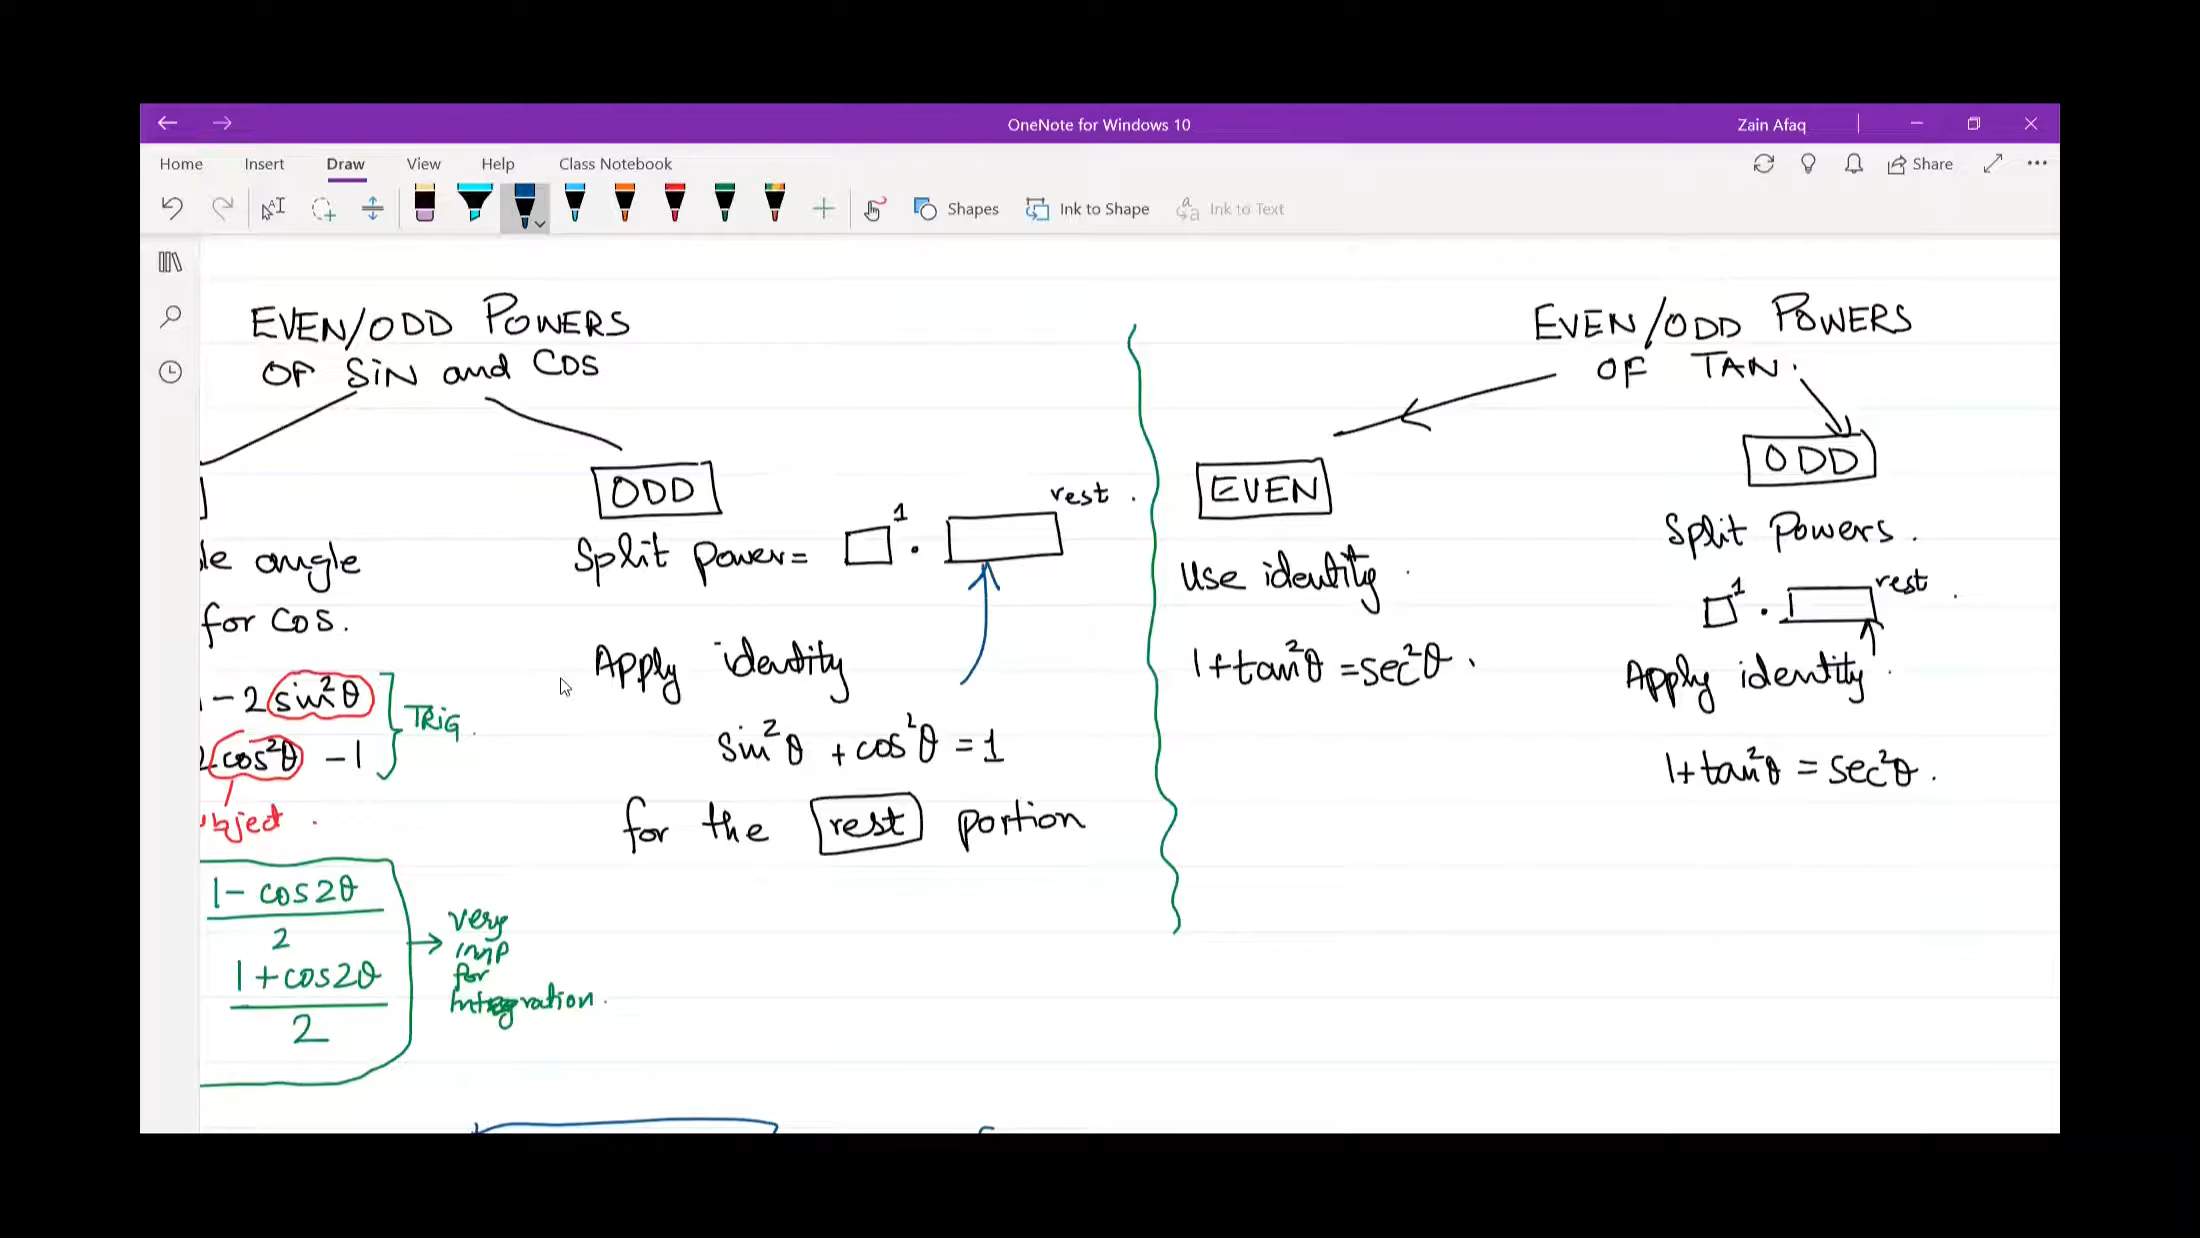 OneNote for Windows 10
Zain Afaq
Home Insert Draw View Help Class Notebook
Share
Shapes Ink to Shape Ink to Text
EVEN/ODD POWERS
OF SIN and COS
ODD
Split power = □¹ · □ rest.
le angle
for cos.
- 2 sin²θ
2 cos²θ - 1
TRIG.
bject.
1 - cos2θ
2
1 + cos2θ
2
very
imp
for
Integration.
Apply identity
sin²θ + cos²θ = 1
for the rest portion
EVEN/ODD POWERS
OF TAN.
EVEN
Use identity.
1+tan²θ = sec²θ.
ODD
Split Powers.
□¹ · □ rest.
Apply identity.
1+tan²θ = sec²θ.